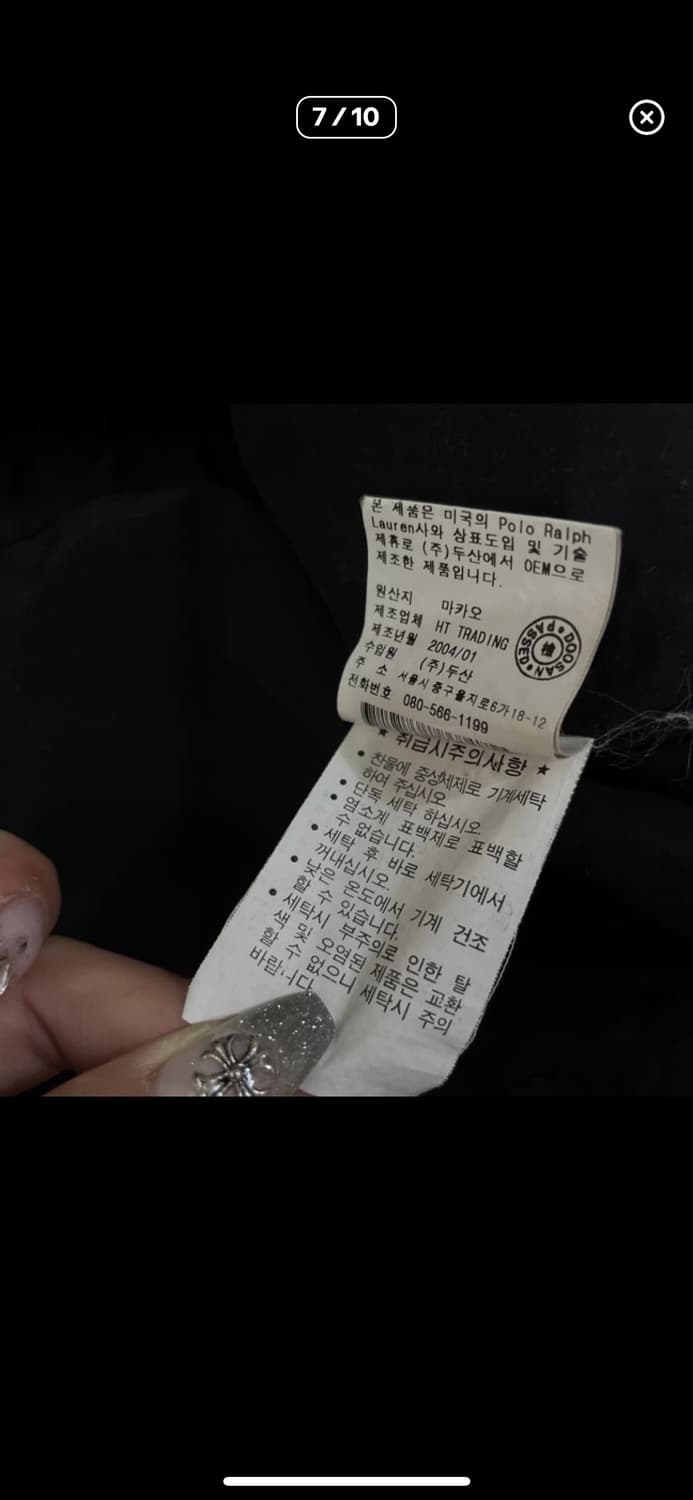 7 / 10
본 제품은 미국의 Polo Ralph
Lauren사와 상표도입 및 기술
제휴로 (주)두산에서 OEM으로
제조한 제품입니다.
원산지 마카오
제조업체 HT TRADING
제조년월 2004/01
수입원 (주)두산
주 소 서울시 중구 을지로6가 18-12
전화번호 080-566-1199
DOOSAN PASSED
檢
★ 취급시주의사항 ★
• 찬물에 중성세제로 기계세탁
하여 주십시오
• 단독 세탁 하십시오.
• 염소계 표백제로 표백할
수 없습니다.
• 세탁 후 바로 세탁기에서
꺼내십시오.
• 낮은 온도에서 기계 건조
할 수 있습니다.
• 세탁시 부주의로 인한 탈
색 및 오염된 제품은 교환
할 수 없으니 세탁시 주의
바랍니다.